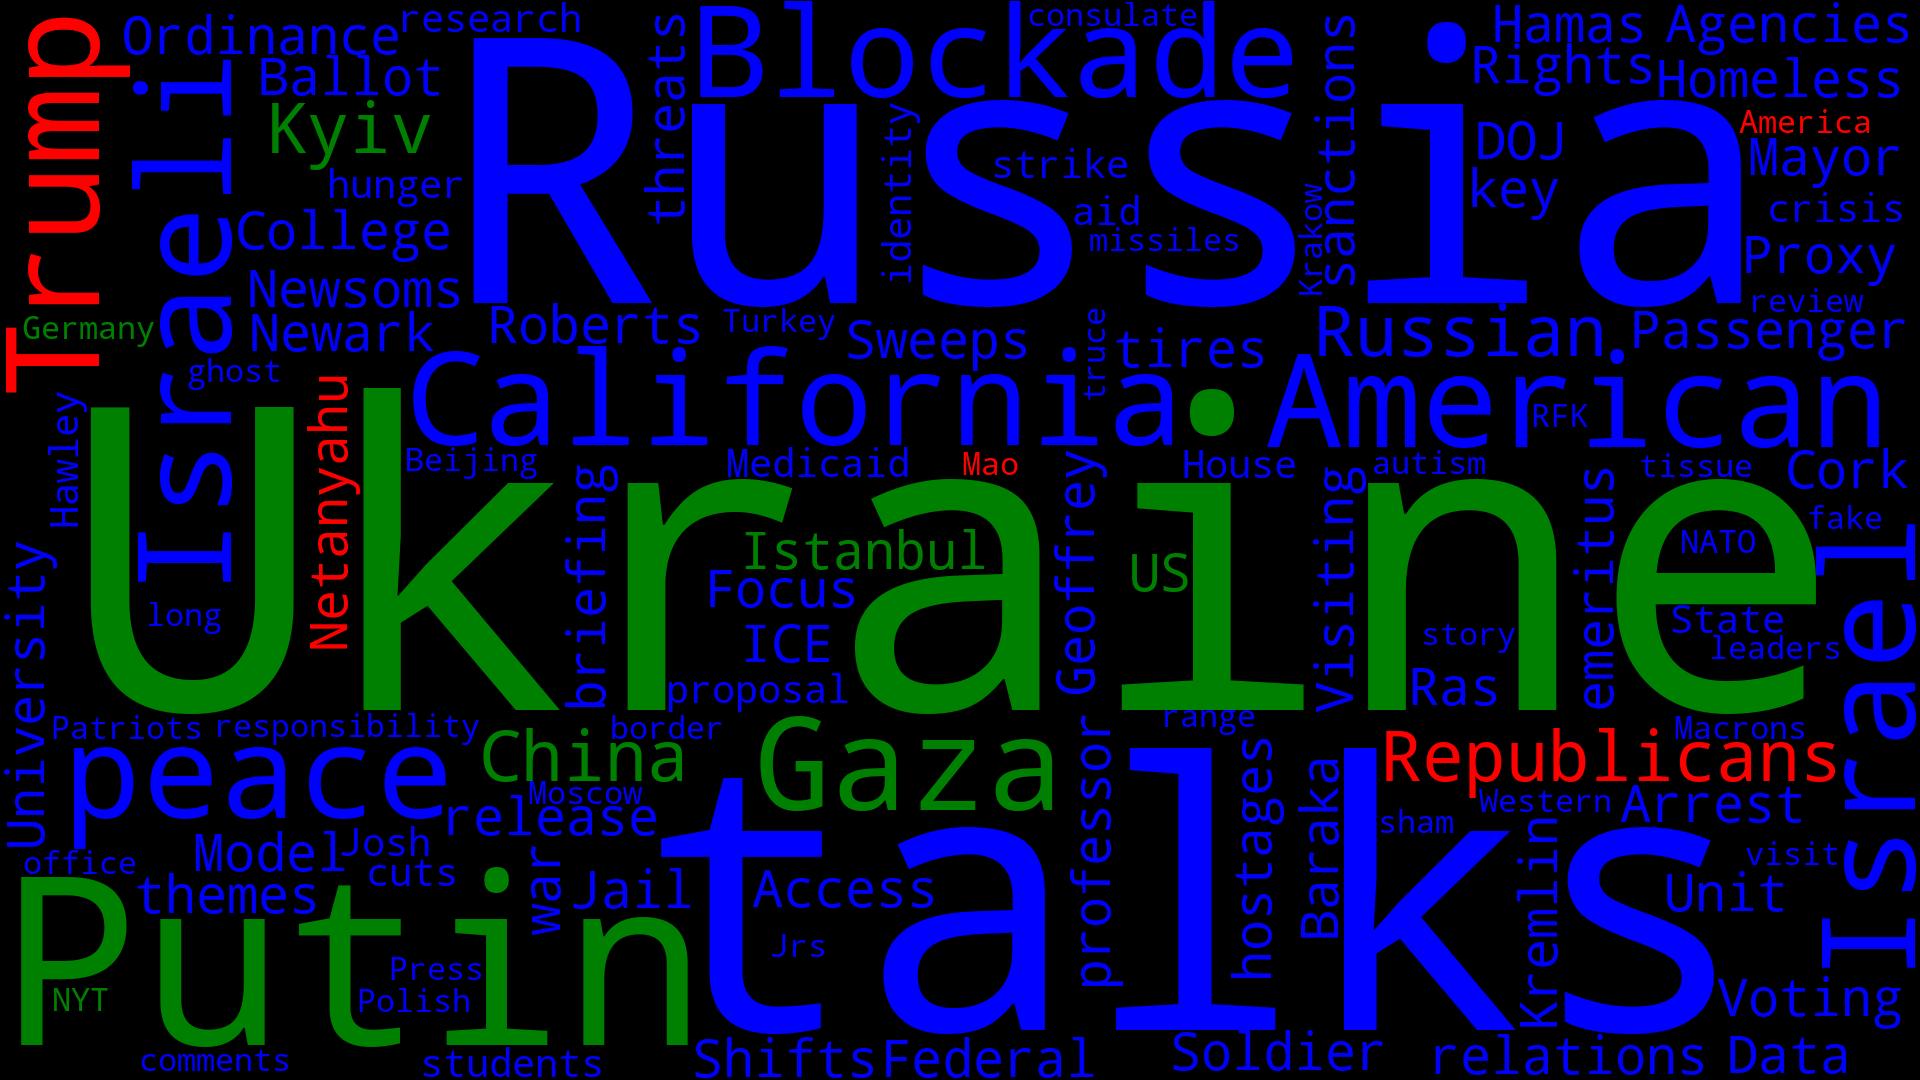 Trump
Ordinance
research
Blockade
consulate
Hamas
Agencies
Ballot
threats
sanctions
Rights
Homeless
Israeli
Kyiv
Russia
identity
strike
DOJ
America
Mayor
hunger
key
aid
missiles
Krakow
crisis
College
Proxy
Newsoms
review
Germany
Newark
Roberts
Turkey
Sweeps
truce
tires
Russian
Passenger
ghost
California
American
RFK
Hawley
Netanyahu
Beijing
Medicaid
Mao
House
autism
tissue
Cork
Ukraine
briefing
Geoffrey
Visiting
emeritus
fake
Istanbul
US
NATO
Focus
long
ICE
story
State
leaders
University
proposal
Ras
Israel
Patriots
responsibility
border
range
Macrons
peace
China
Gaza
Republicans
Moscow
release
professor
hostages
Baraka
Western
Arrest
Model
Josh
sham
Kremlin
visit
office
cuts
themes
war
Jail
Access
talks
Unit
Putin
Jrs
Press
NYT
Polish
Voting
comments
students
Shifts
Federal
Soldier
relations
Data